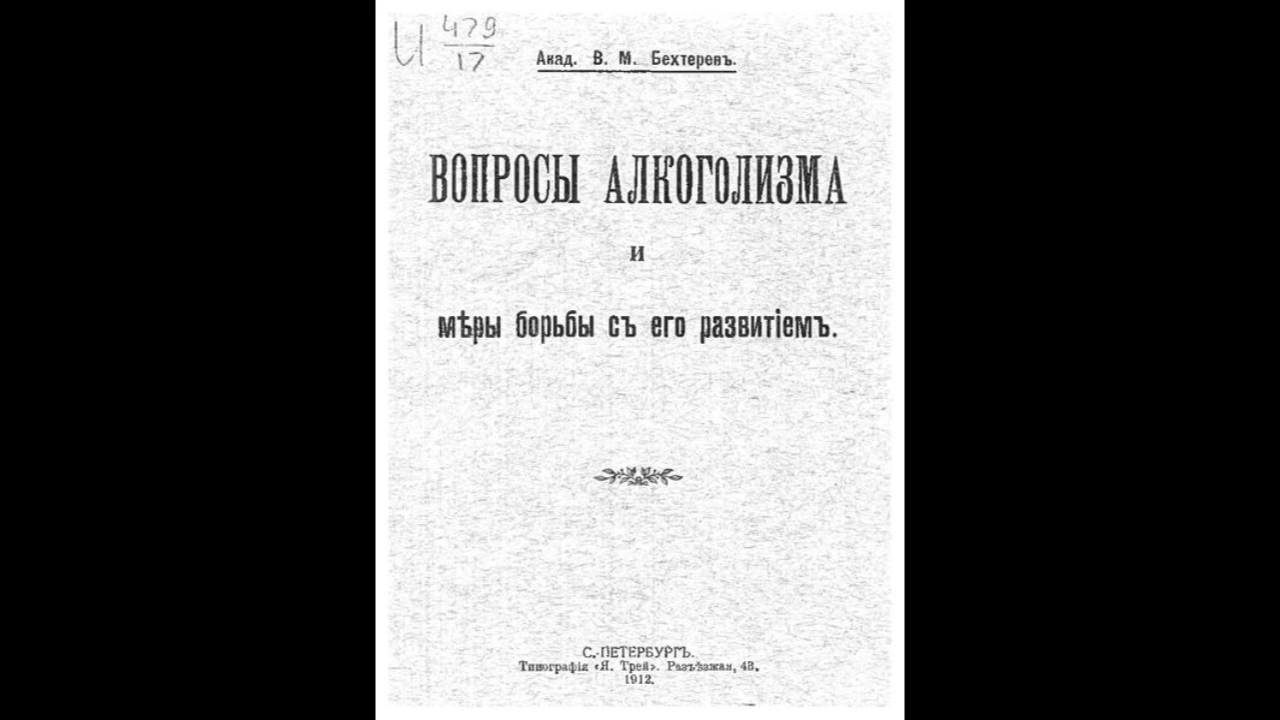 И 479
17
Акад. В. М. Бехтеревъ.
ВОПРОСЫ АЛКОГОЛИЗМА
и
мѣры борьбы съ его развитіемъ.
С.-ПЕТЕРБУРГЪ.
Типографія «Я. Трей». Разъѣзжая, 43.
1912.